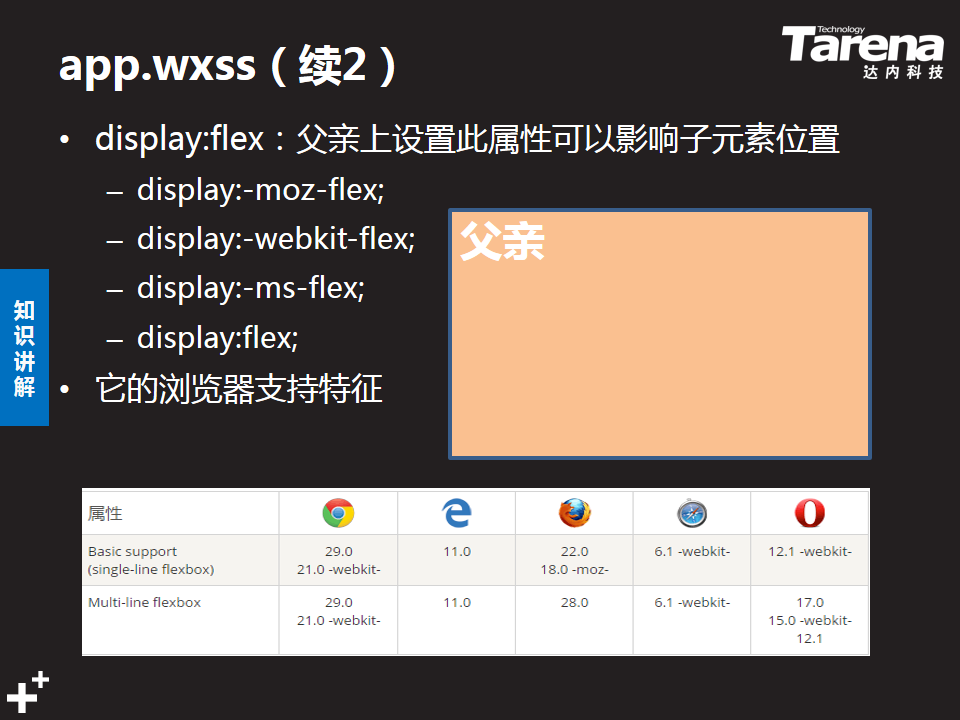 app.wxss（续2）
Technology
Tarena
达内科技
• display:flex：父亲上设置此属性可以影响子元素位置
– display:-moz-flex;
– display:-webkit-flex;
– display:-ms-flex;
– display:flex;
• 它的浏览器支持特征
父亲
知识讲解
属性
Basic support 29.0 11.0 22.0 6.1 -webkit- 12.1 -webkit-
(single-line flexbox) 21.0 -webkit- 18.0 -moz-
Multi-line flexbox 29.0 11.0 28.0 6.1 -webkit- 17.0
21.0 -webkit- 15.0 -webkit-
12.1